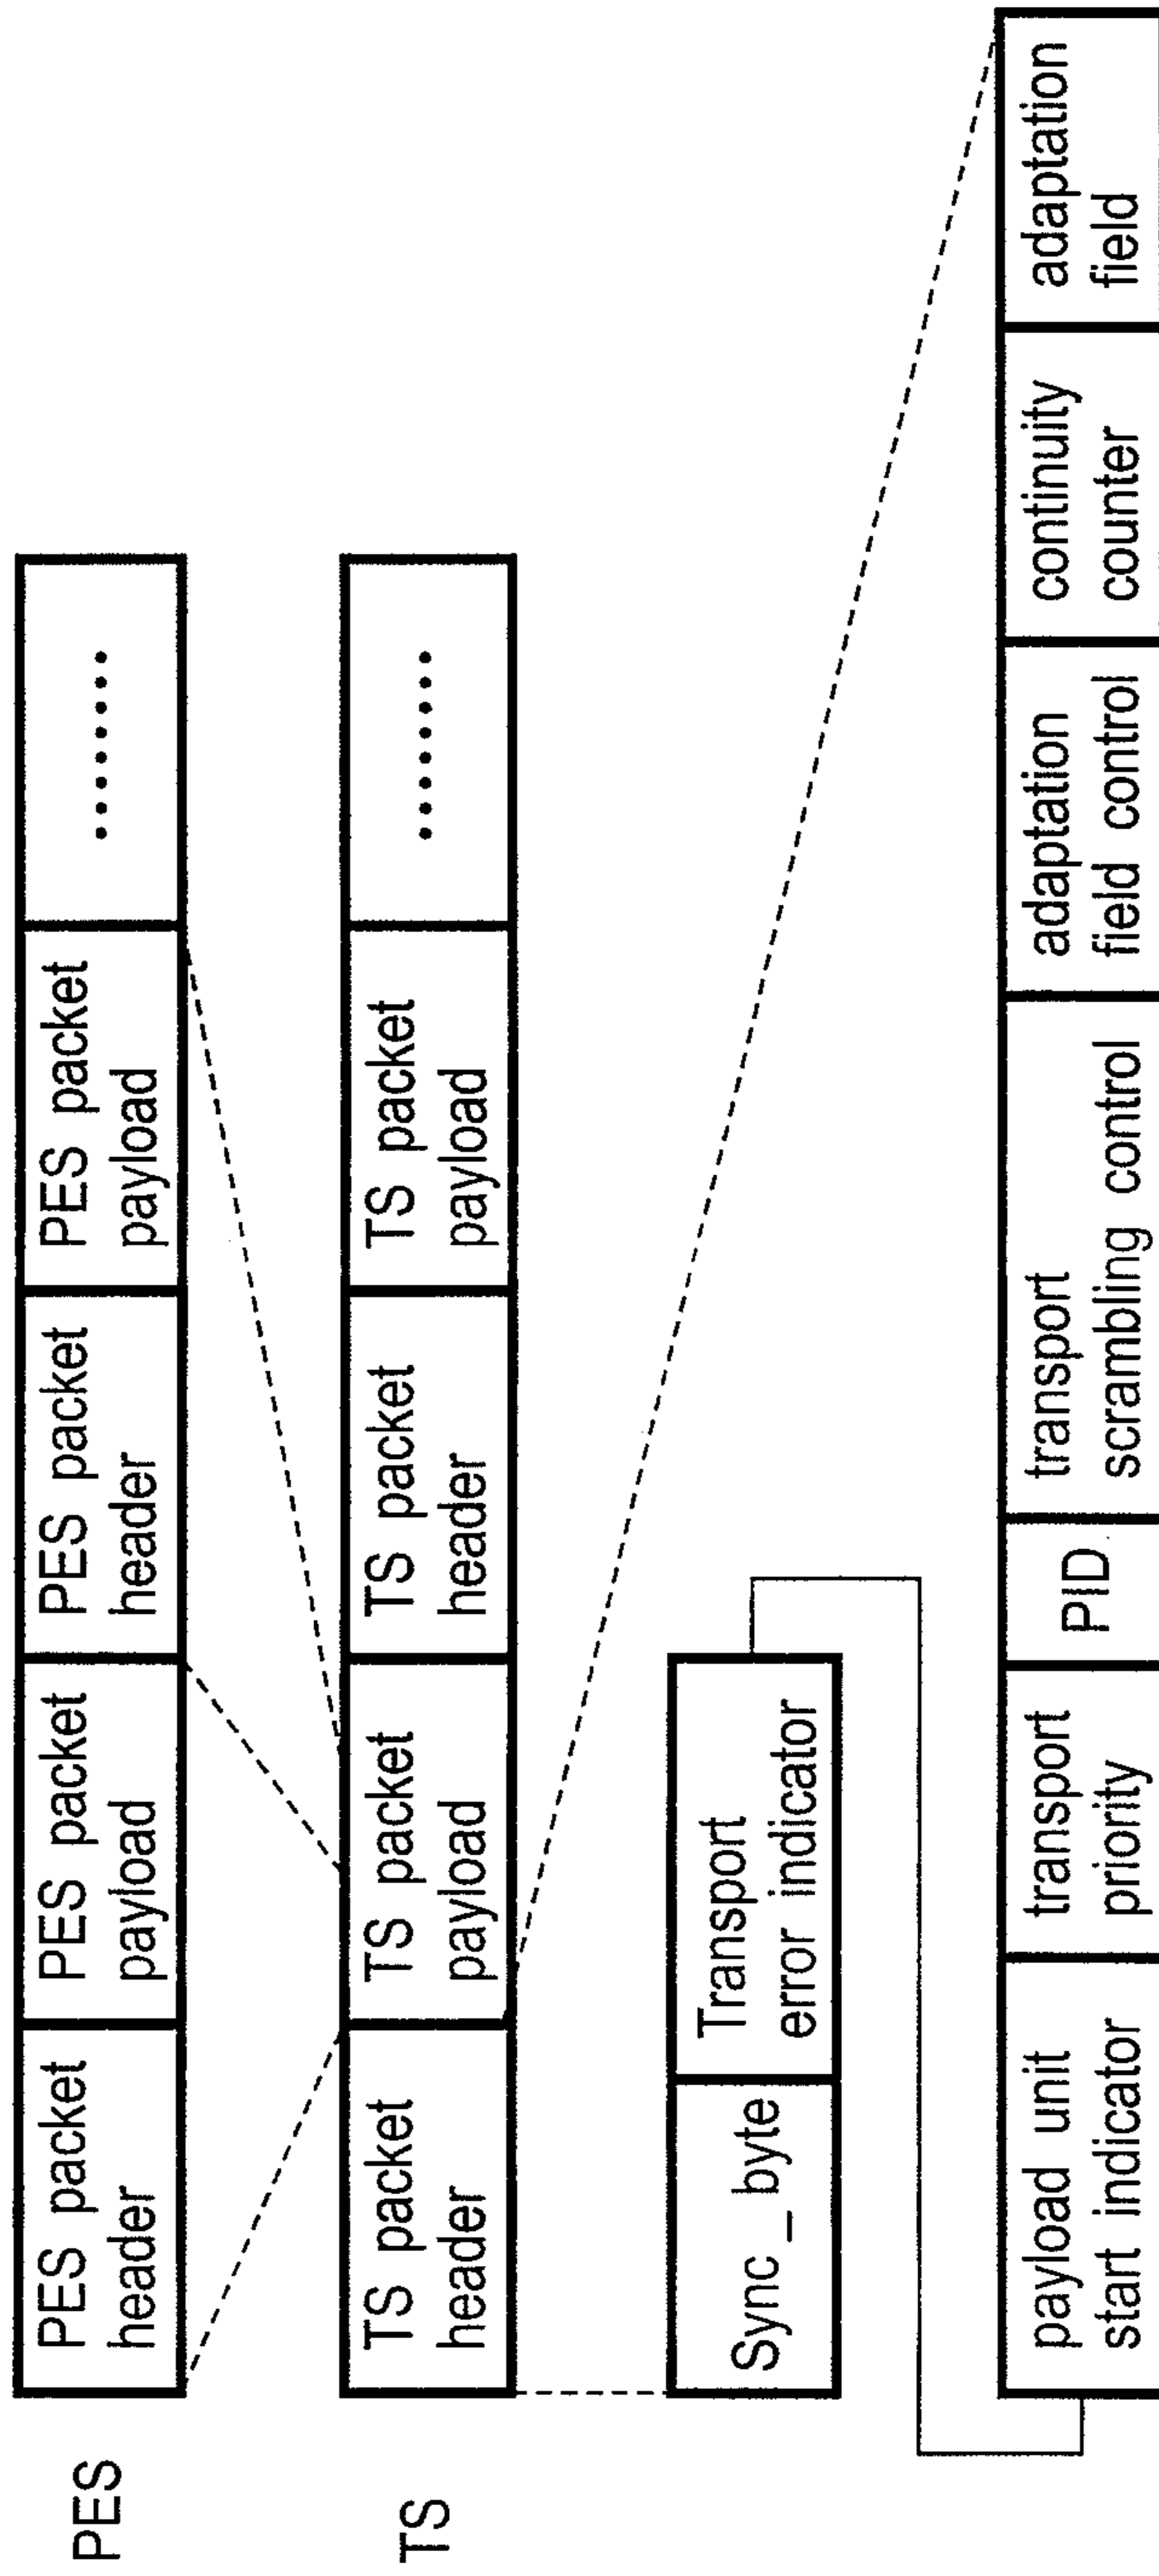 PES
PES packet
header
PES packet
payload
PES packet
header
PES packet
payload
........
TS
TS packet
header
TS packet
payload
TS packet
header
TS packet
payload
........
Sync_byte
Transport
error indicator
payload unit
start indicator
transport
priority
PID
transport
scrambling control
adaptation
field control
continuity
counter
adaptation
field